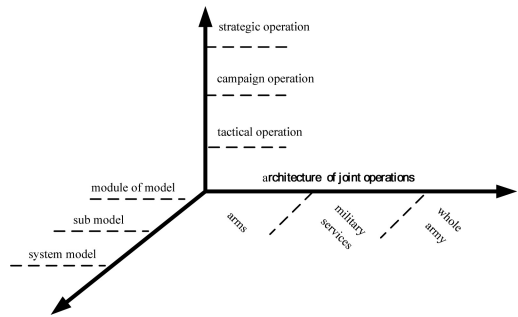 strategic operation
campaign operation
tactical operation
architecture of joint operations
module of model
sub model
system model
arms
military
services
whole
army